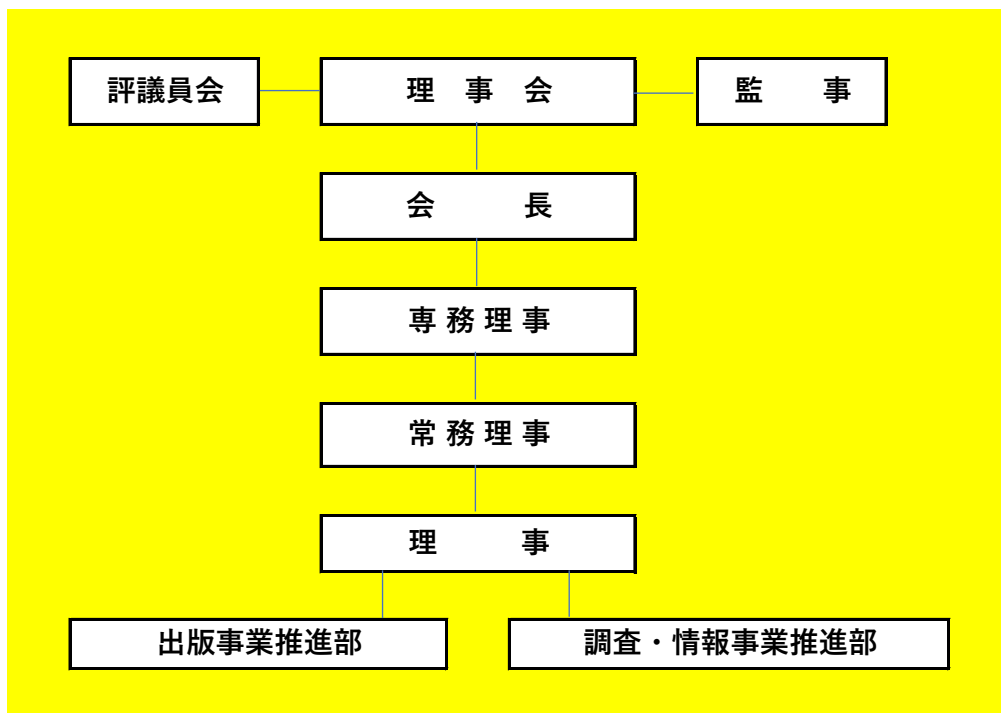 評議員会
理　事　会
監　　事
会　　　長
専 務 理 事
常 務 理 事
理　　　事
出版事業推進部
調査・情報事業推進部